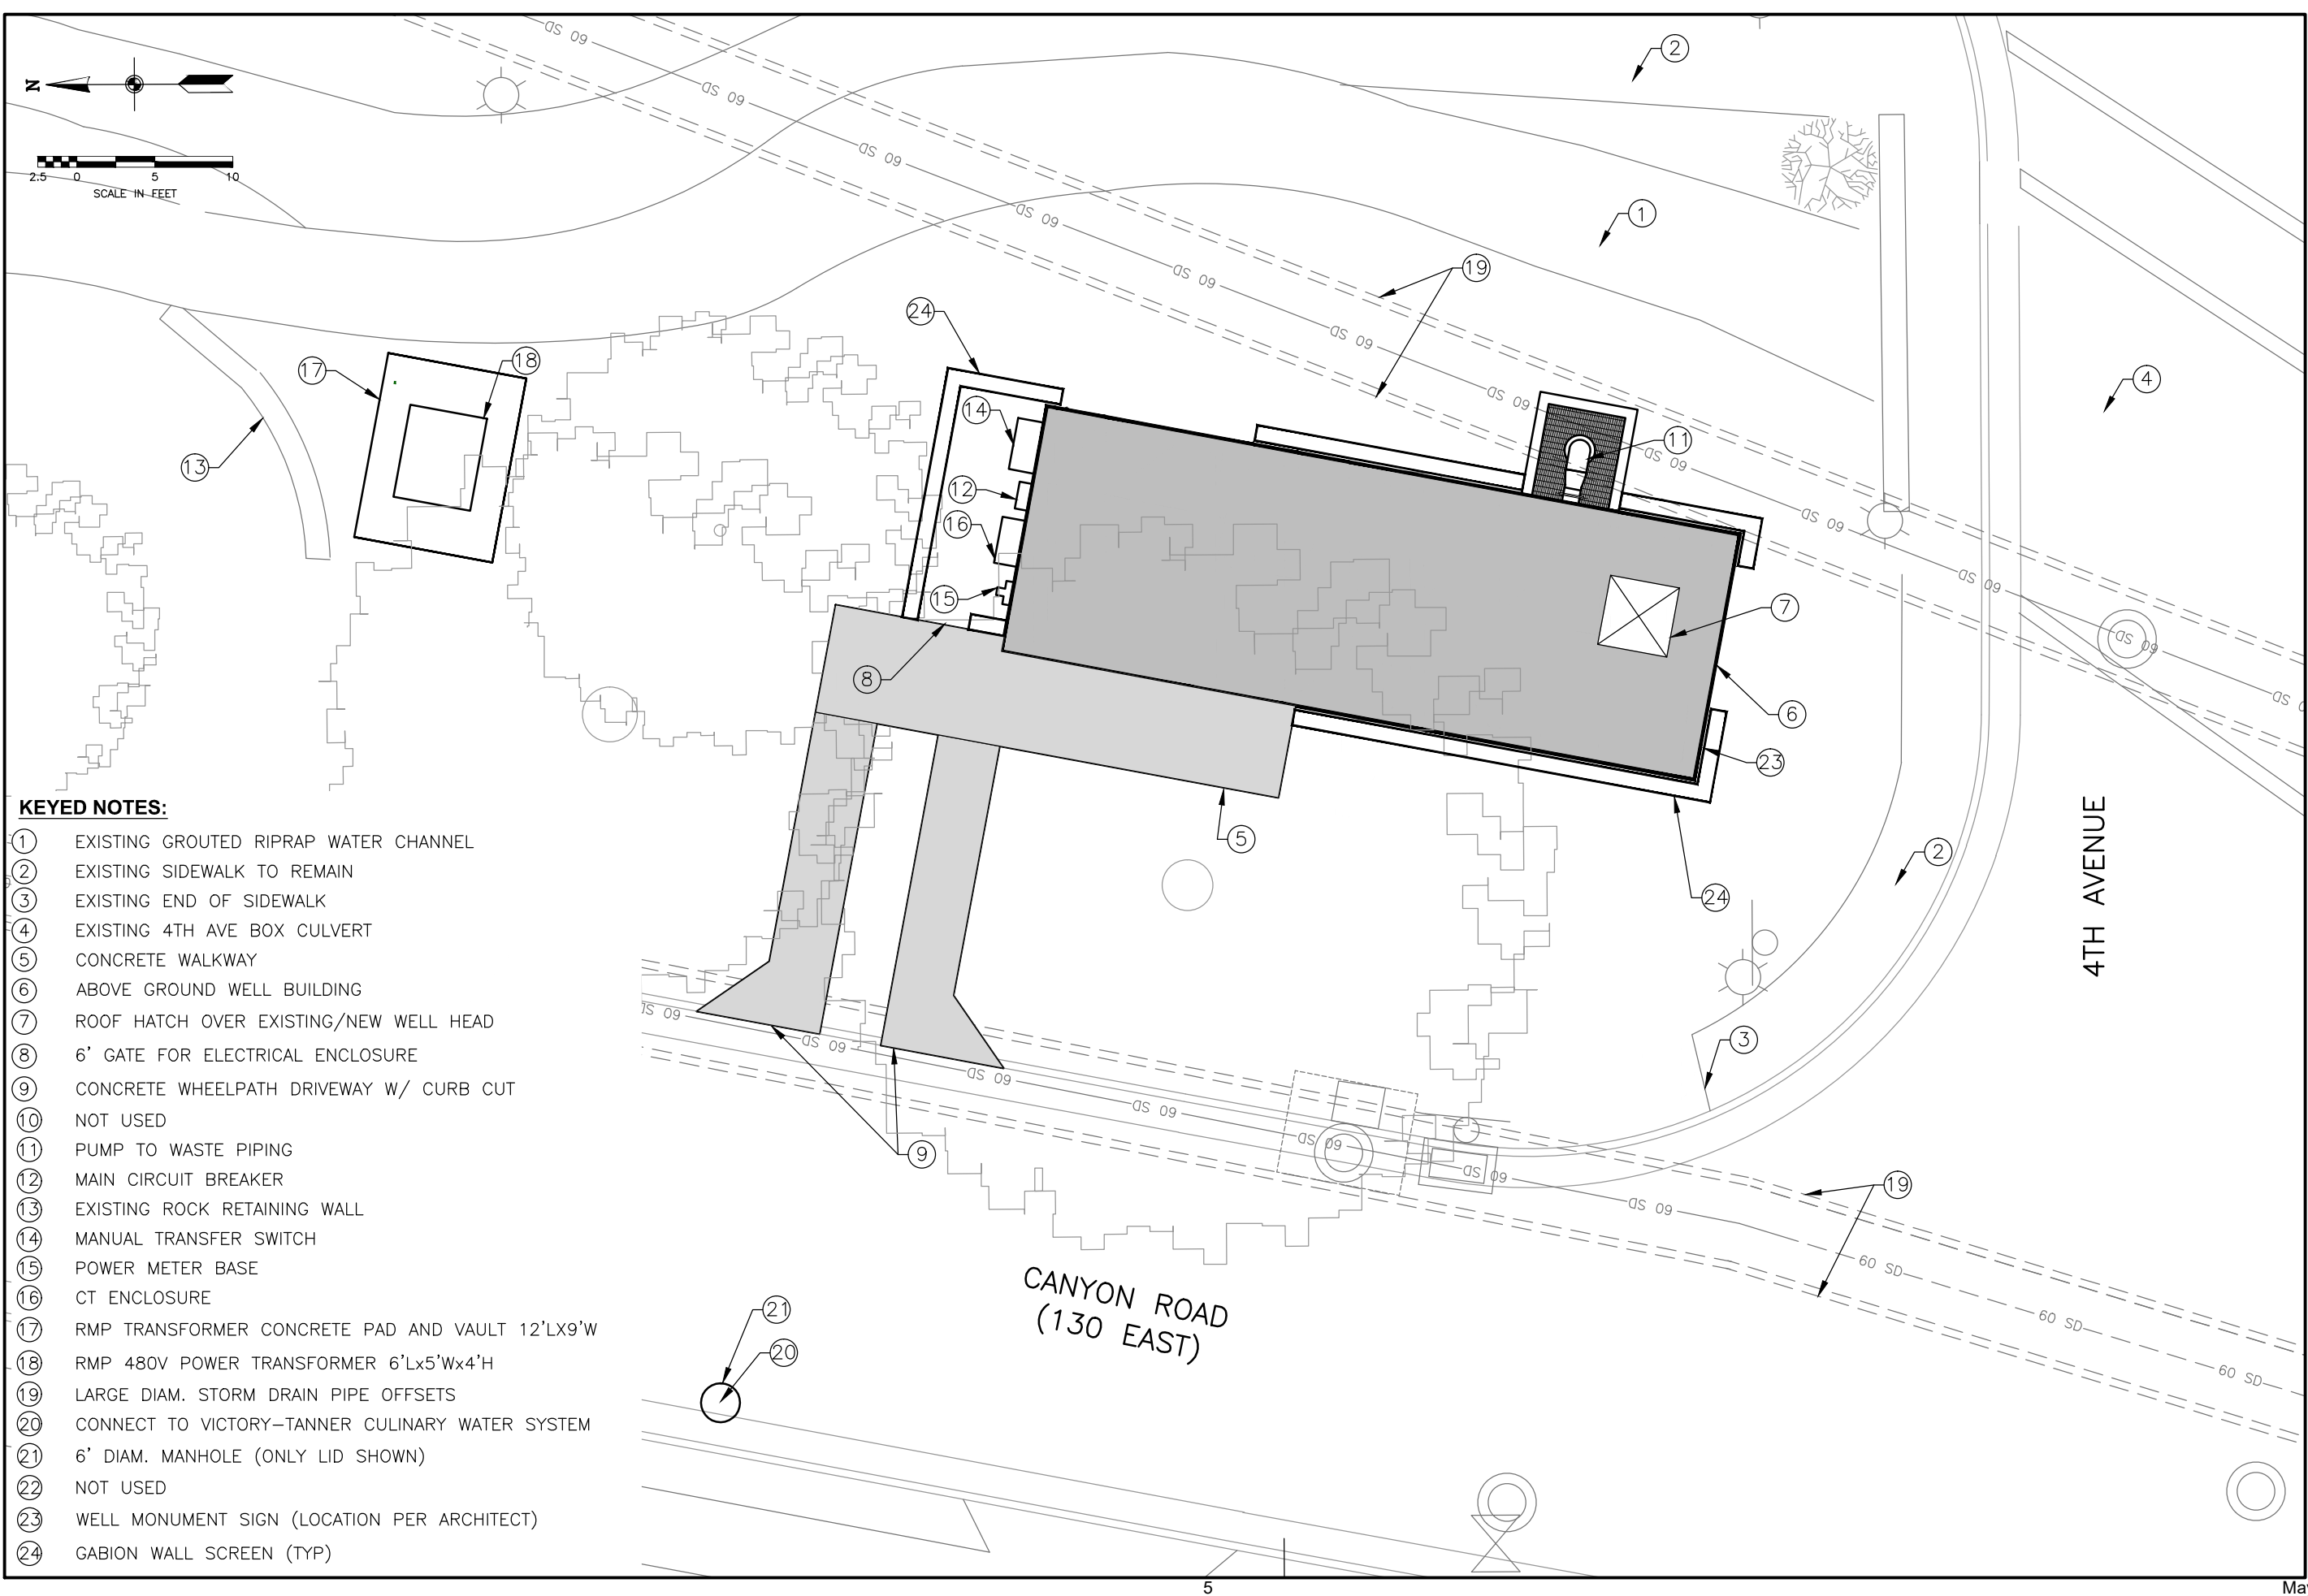 60 SD
60 SD
60 SD
60 SD
60 SD
60 SD
60 SD
60 SD
60 SD
60 SD
60 SD
60 SD
N
2.5 0 5 10
SCALE IN FEET
2
1
19
24
17
18
14
11
4
13
12
16
15
7
8
6
23
5
24
2
3
9
19
21
20
4TH AVENUE
60 SD
60 SD
60 SD
60 SD
60 SD
60 SD
60 SD
60 SD
60 SD
60 SD
CANYON ROAD
(130 EAST)
KEYED NOTES:
1 EXISTING GROUTED RIPRAP WATER CHANNEL
2 EXISTING SIDEWALK TO REMAIN
3 EXISTING END OF SIDEWALK
4 EXISTING 4TH AVE BOX CULVERT
5 CONCRETE WALKWAY
6 ABOVE GROUND WELL BUILDING
7 ROOF HATCH OVER EXISTING/NEW WELL HEAD
8 6' GATE FOR ELECTRICAL ENCLOSURE
9 CONCRETE WHEELPATH DRIVEWAY W/ CURB CUT
10 NOT USED
11 PUMP TO WASTE PIPING
12 MAIN CIRCUIT BREAKER
13 EXISTING ROCK RETAINING WALL
14 MANUAL TRANSFER SWITCH
15 POWER METER BASE
16 CT ENCLOSURE
17 RMP TRANSFORMER CONCRETE PAD AND VAULT 12'LX9'W
18 RMP 480V POWER TRANSFORMER 6'Lx5'Wx4'H
19 LARGE DIAM. STORM DRAIN PIPE OFFSETS
20 CONNECT TO VICTORY-TANNER CULINARY WATER SYSTEM
21 6' DIAM. MANHOLE (ONLY LID SHOWN)
22 NOT USED
23 WELL MONUMENT SIGN (LOCATION PER ARCHITECT)
24 GABION WALL SCREEN (TYP)
5